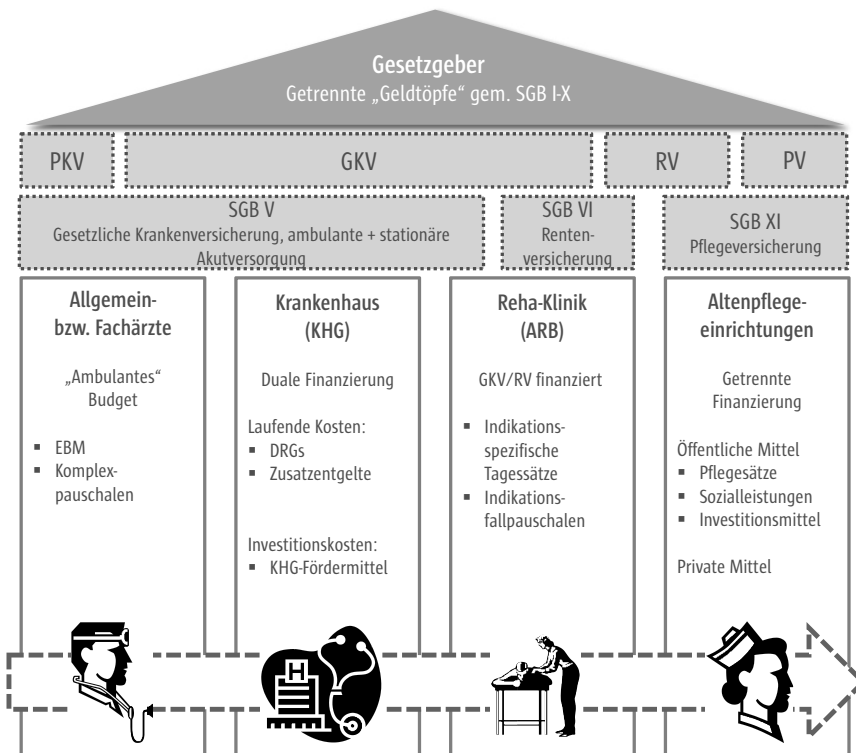 Gesetzgeber
Getrennte „Geldtöpfe“ gem. SGB I-X
PKV
GKV
RV
PV
SGB V
Gesetzliche Krankenversicherung, ambulante + stationäre
Akutversorgung
SGB VI
Renten-
versicherung
SGB XI
Pflegeversicherung
Allgemein-
bzw. Fachärzte
„Ambulantes“
Budget
▪ EBM
▪ Komplex-
pauschalen
Krankenhaus
(KHG)
Duale Finanzierung
Laufende Kosten:
▪ DRGs
▪ Zusatzentgelte
Investitionskosten:
▪ KHG-Fördermittel
Reha-Klinik
(ARB)
GKV/RV finanziert
▪ Indikations-
spezifische
Tagessätze
▪ Indikations-
fallpauschalen
Altenpflege-
einrichtungen
Getrennte
Finanzierung
Öffentliche Mittel
▪ Pflegesätze
▪ Sozialleistungen
▪ Investitionsmittel
Private Mittel
H